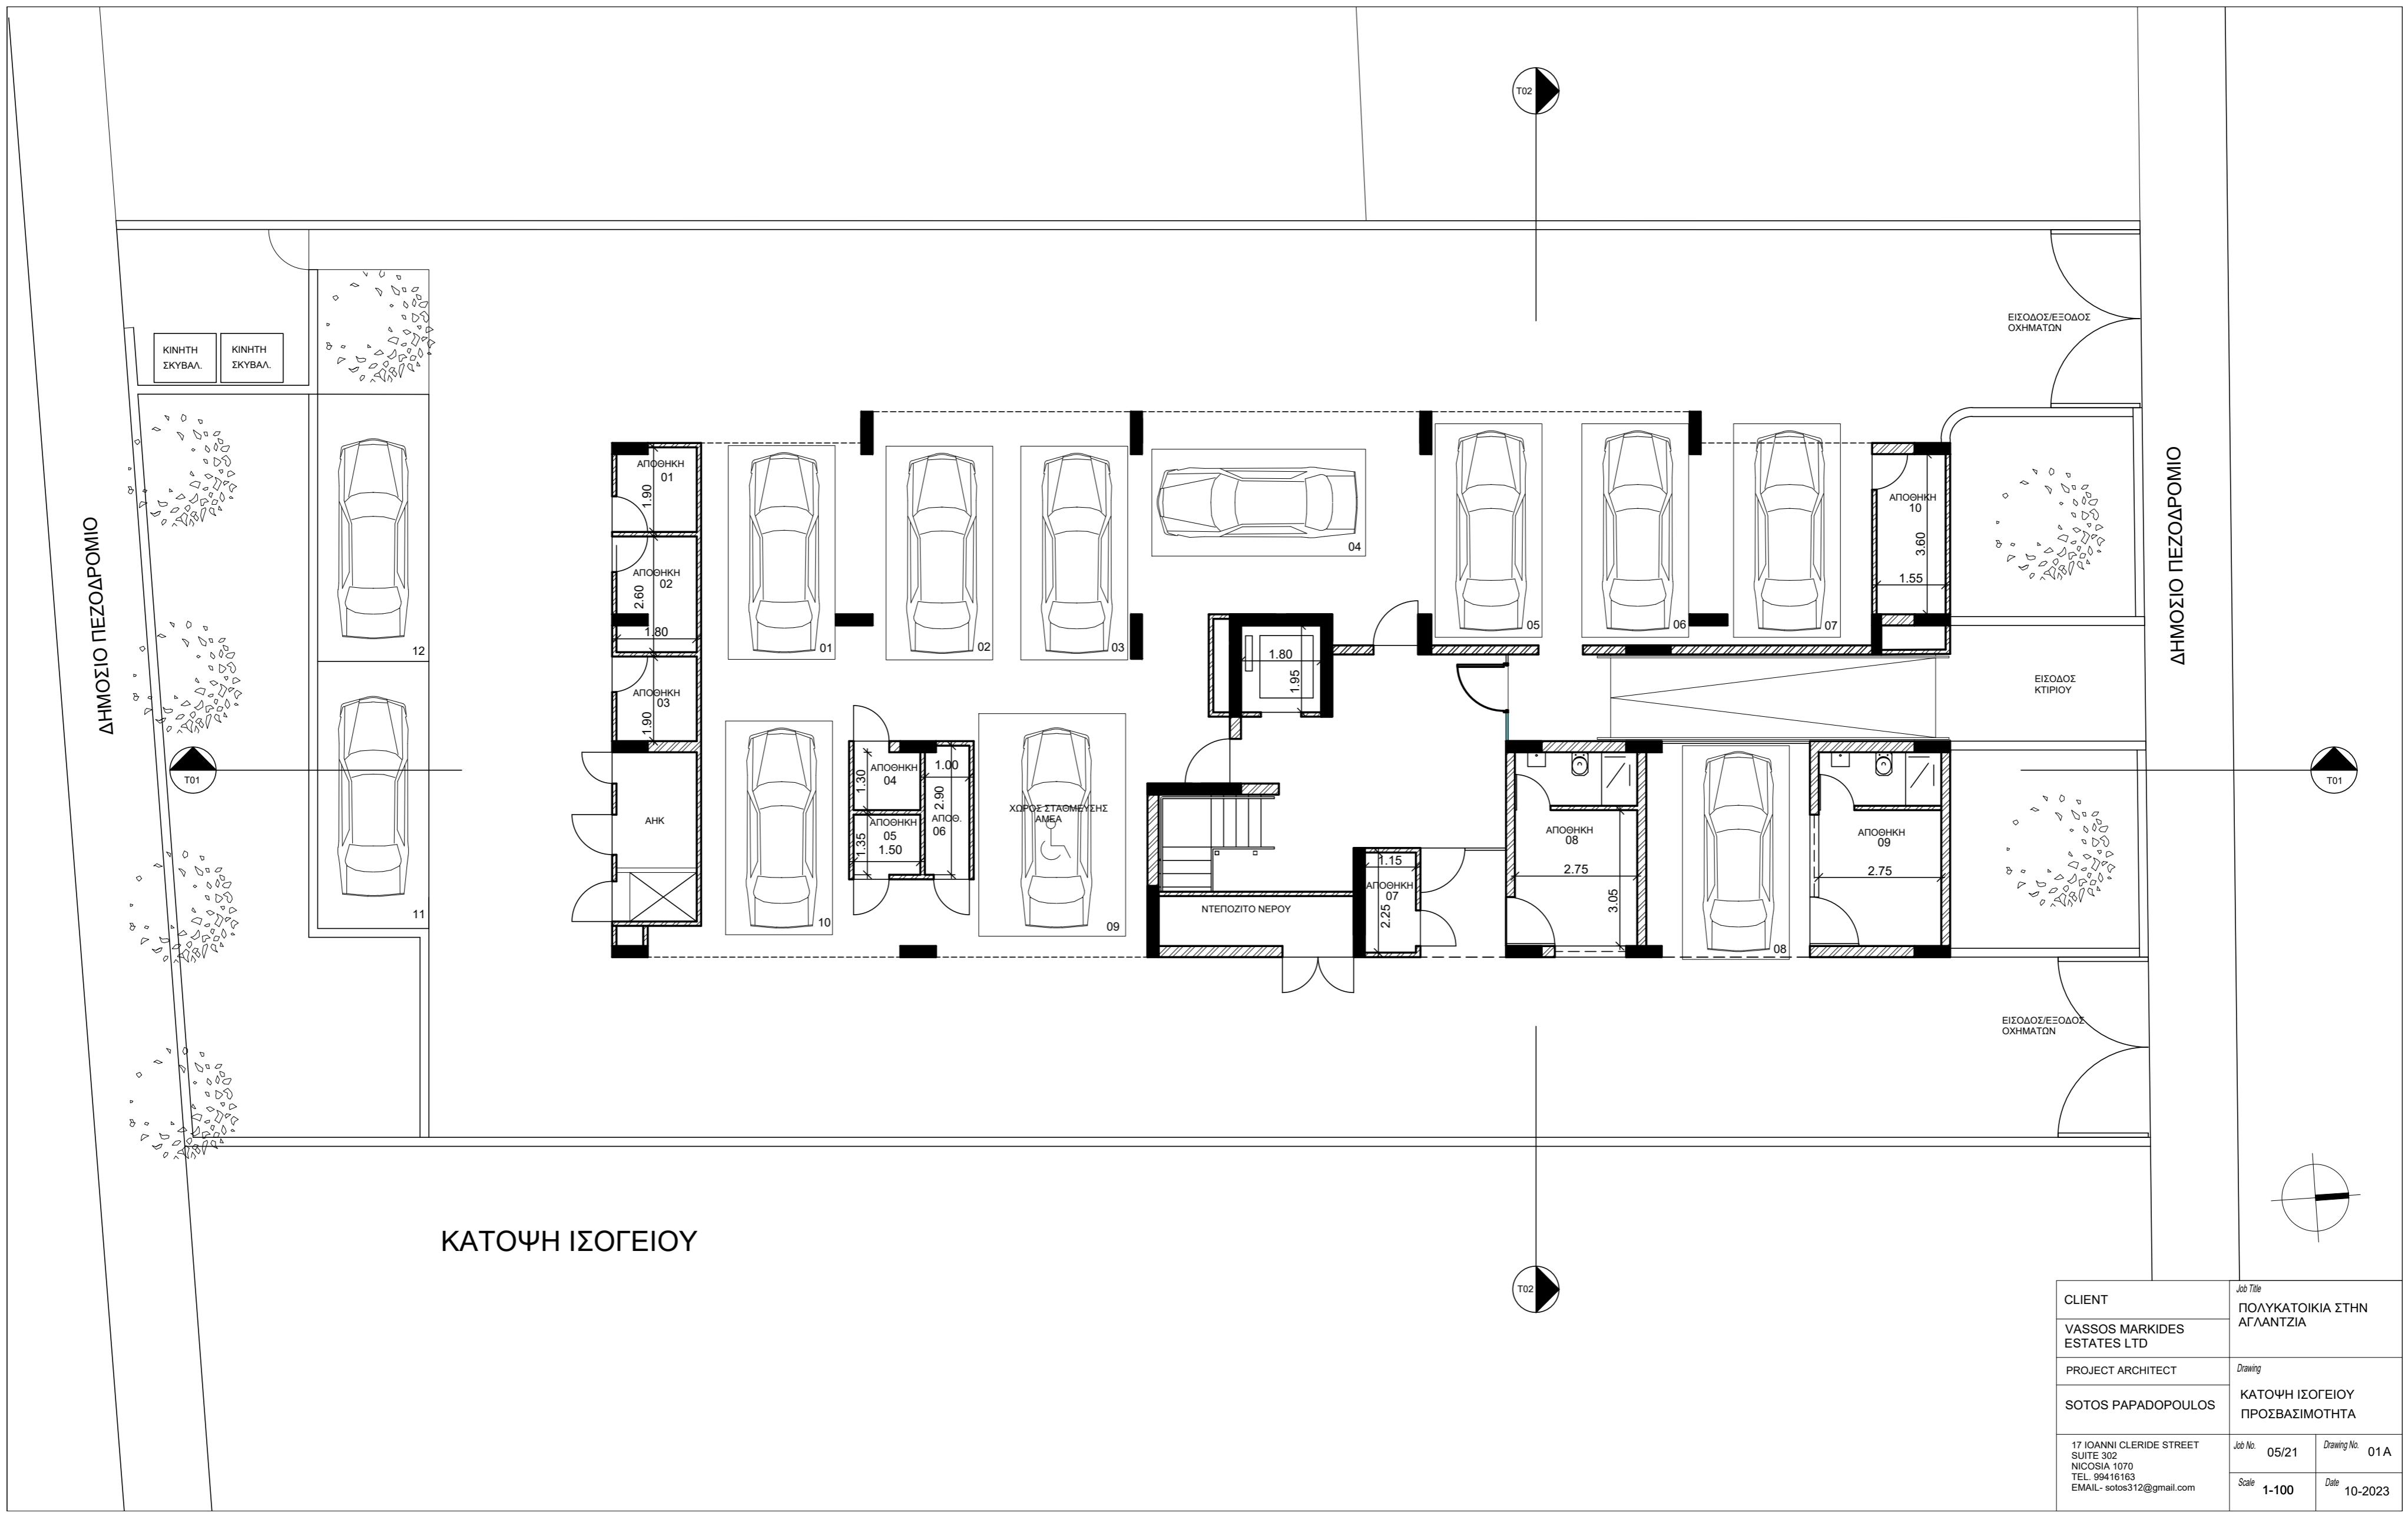 T02
ΕΙΣΟΔΟΣ/ΕΞΟΔΟΣ
ΟΧΗΜΑΤΩΝ
ΚΙΝΗΤΗ
ΣΚΥΒΑΛ.
ΚΙΝΗΤΗ
ΣΚΥΒΑΛ.
ΔΗΜΟΣΙΟ ΠΕΖΟΔΡΟΜΙΟ
ΔΗΜΟΣΙΟ ΠΕΖΟΔΡΟΜΙΟ
ΑΠΟΘΗΚΗ
01
1.90
ΑΠΟΘΗΚΗ
02
2.60
1.80
ΑΠΟΘΗΚΗ
03
1.90
01
02
03
04
05
06
07
ΑΠΟΘΗΚΗ
10
3.60
1.55
12
11
1.80
1.95
ΕΙΣΟΔΟΣ
ΚΤΙΡΙΟΥ
T01
T01
ΑΗΚ
10
ΑΠΟΘΗΚΗ
04
1.30
1.00
2.90
ΑΠΟΘΗΚΗ
05
1.35
1.50
ΑΠΟΘ.
06
ΧΩΡΟΣ ΣΤΑΘΜΕΥΣΗΣ
ΑΜΕΑ
09
ΝΤΕΠΟΖΙΤΟ ΝΕΡΟΥ
1.15
ΑΠΟΘΗΚΗ
07
2.25
ΑΠΟΘΗΚΗ
08
2.75
3.05
08
ΑΠΟΘΗΚΗ
09
2.75
ΕΙΣΟΔΟΣ/ΕΞΟΔΟΣ
ΟΧΗΜΑΤΩΝ
ΚΑΤΟΨΗ ΙΣΟΓΕΙΟΥ
T02
CLIENT
VASSOS MARKIDES
ESTATES LTD
PROJECT ARCHITECT
SOTOS PAPADOPOULOS
17 IOANNI CLERIDE STREET
SUITE 302
NICOSIA 1070
TEL. 99416163
EMAIL- sotos312@gmail.com
Job Title
ΠΟΛΥΚΑΤΟΙΚΙΑ ΣΤΗΝ
ΑΓΛΑΝΤΖΙΑ
Drawing
ΚΑΤΟΨΗ ΙΣΟΓΕΙΟΥ
ΠΡΟΣΒΑΣΙΜΟΤΗΤΑ
Job No. 05/21
Drawing No. 01 A
Scale 1-100
Date 10-2023